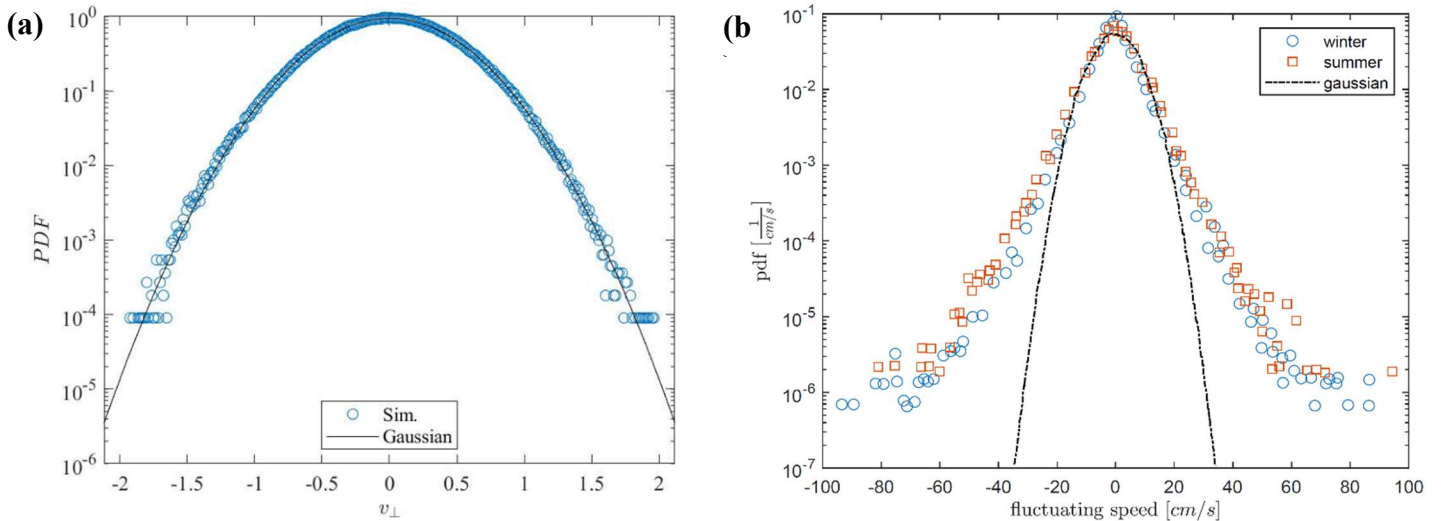 (a)
10^0
10^-1
10^-2
10^-3
10^-4
10^-5
10^-6
PDF
-2 -1.5 -1 -0.5 0 0.5 1 1.5 2
v⊥
Sim.
Gaussian
(b)
10^-1
10^-2
10^-3
10^-4
10^-5
10^-6
10^-7
pdf [1/cm/s]
-100 -80 -60 -40 -20 0 20 40 60 80 100
fluctuating speed [cm/s]
winter
summer
gaussian